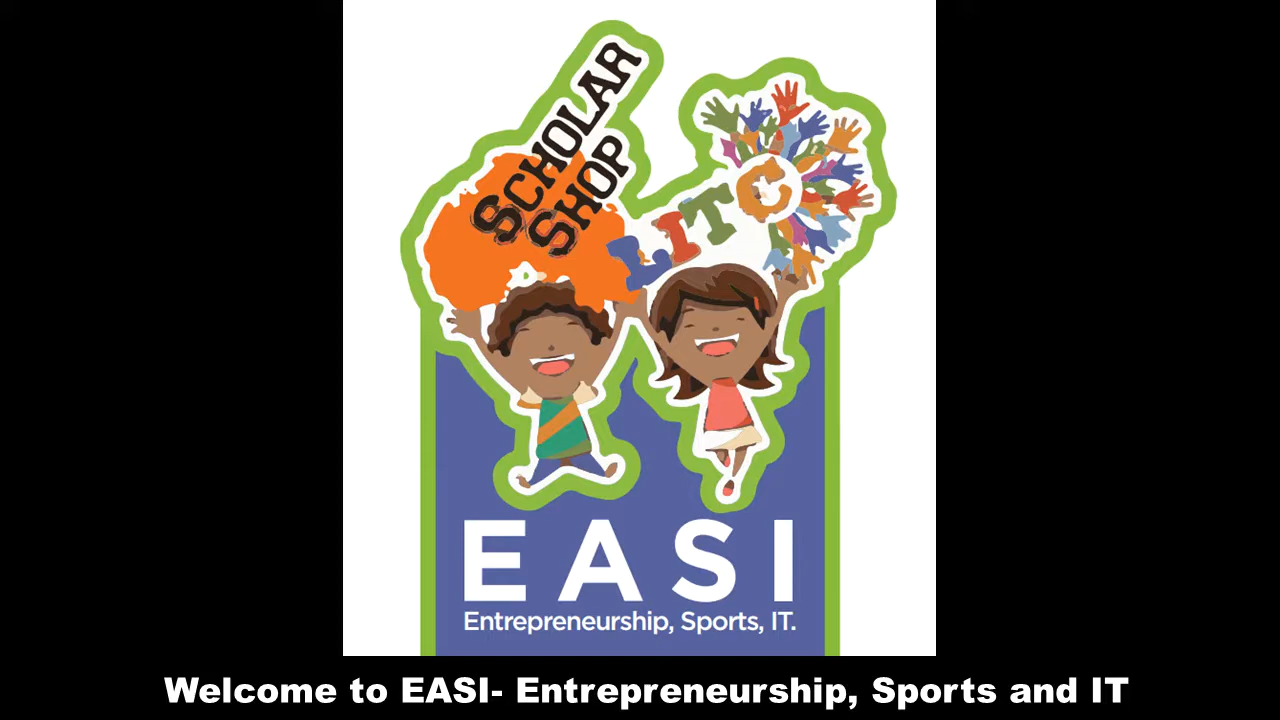 SCHOLAR
SHOP
LITC
EASI
Entrepreneurship, Sports, IT.
Welcome to EASI- Entrepreneurship, Sports and IT